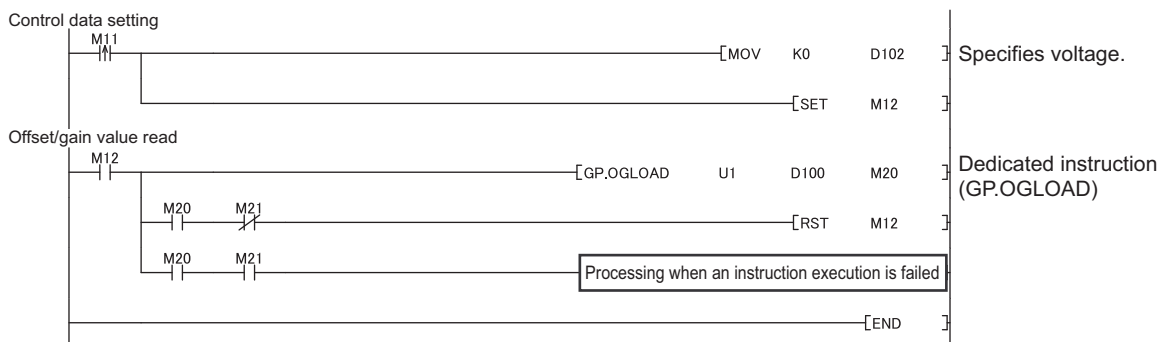 Control data setting
M11
MOV K0 D102 Specifies voltage.
SET M12
Offset/gain value read
M12
GP.OGLOAD U1 D100 M20 Dedicated instruction
(GP.OGLOAD)
M20 M21
RST M12
M20 M21
Processing when an instruction execution is failed
END